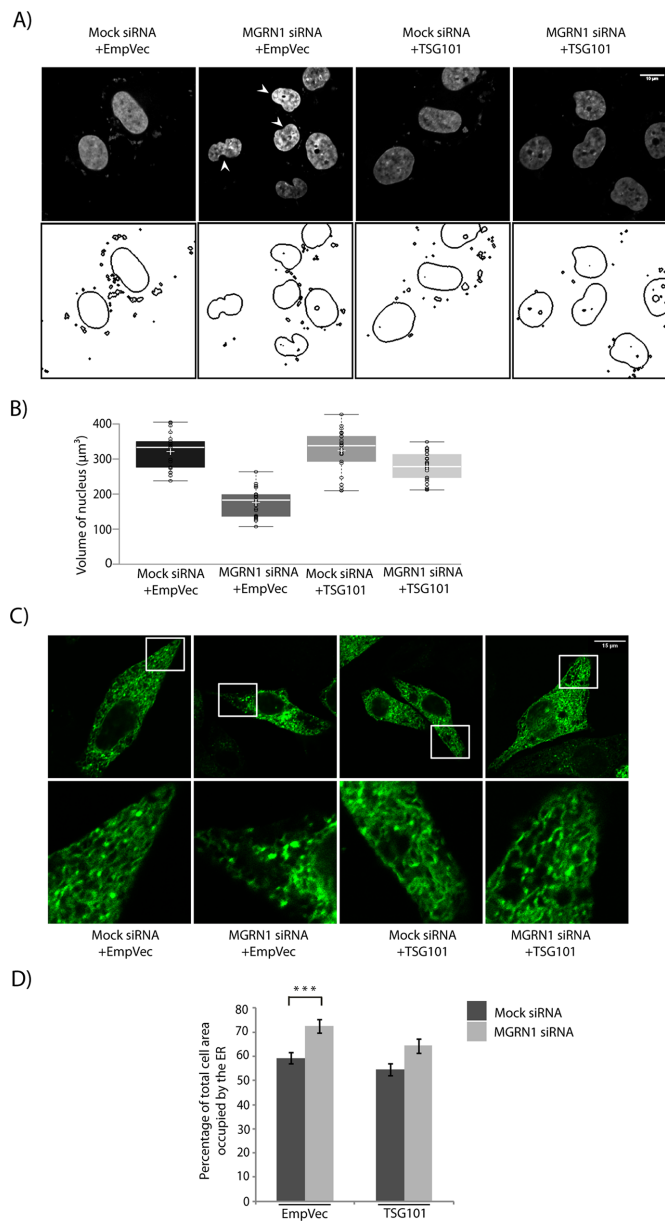 A)
Mock siRNA
+EmpVec
MGRN1 siRNA
+EmpVec
Mock siRNA
+TSG101
MGRN1 siRNA
+TSG101
10 µm
B)
Volume of nucleus (µm³)
400
300
200
100
0
Mock siRNA
+EmpVec
MGRN1 siRNA
+EmpVec
Mock siRNA
+TSG101
MGRN1 siRNA
+TSG101
C)
15 µm
Mock siRNA
+EmpVec
MGRN1 siRNA
+EmpVec
Mock siRNA
+TSG101
MGRN1 siRNA
+TSG101
D)
Percentage of total cell area
occupied by the ER
80
70
60
50
40
30
20
10
0
***
EmpVec
TSG101
Mock siRNA
MGRN1 siRNA